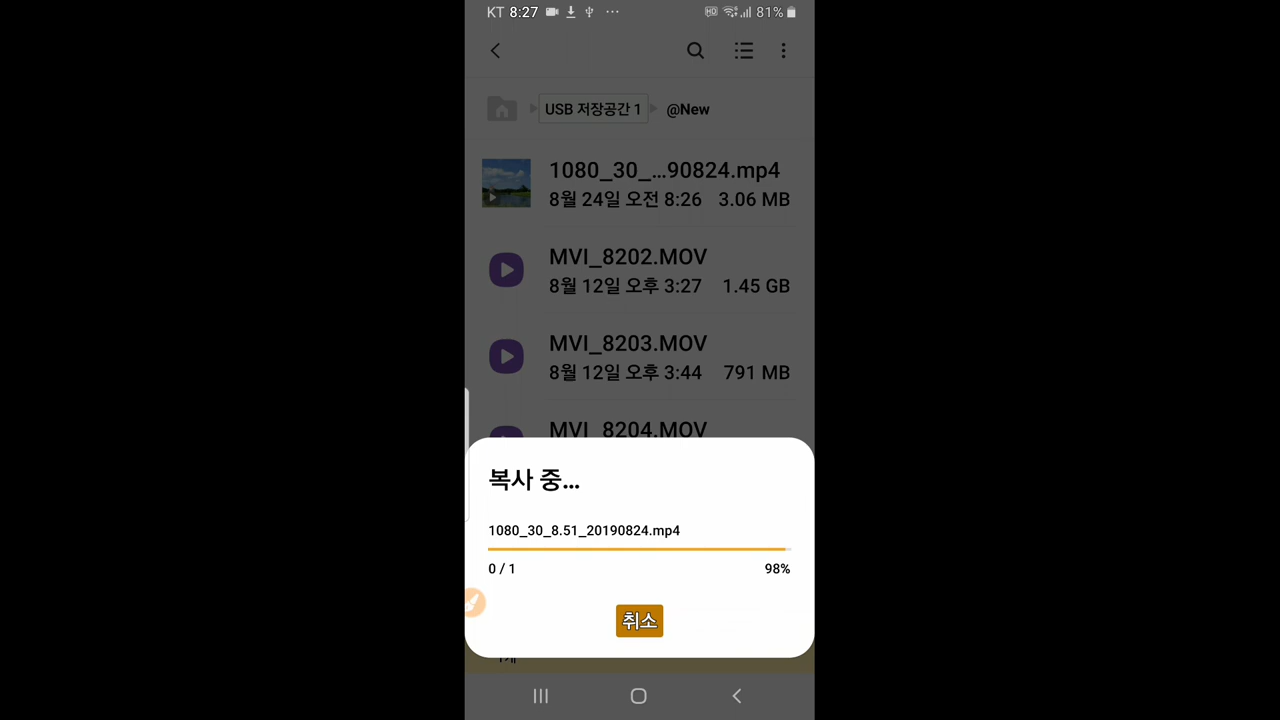 KT 8:27 81%
USB 저장공간 1 @New
1080_30_...90824.mp4
8월 24일 오전 8:26 3.06 MB
MVI_8202.MOV
8월 12일 오후 3:27 1.45 GB
MVI_8203.MOV
8월 12일 오후 3:44 791 MB
MVI_8204.MOV
복사 중...
1080_30_8.51_20190824.mp4
0 / 1 98%
취소
1개